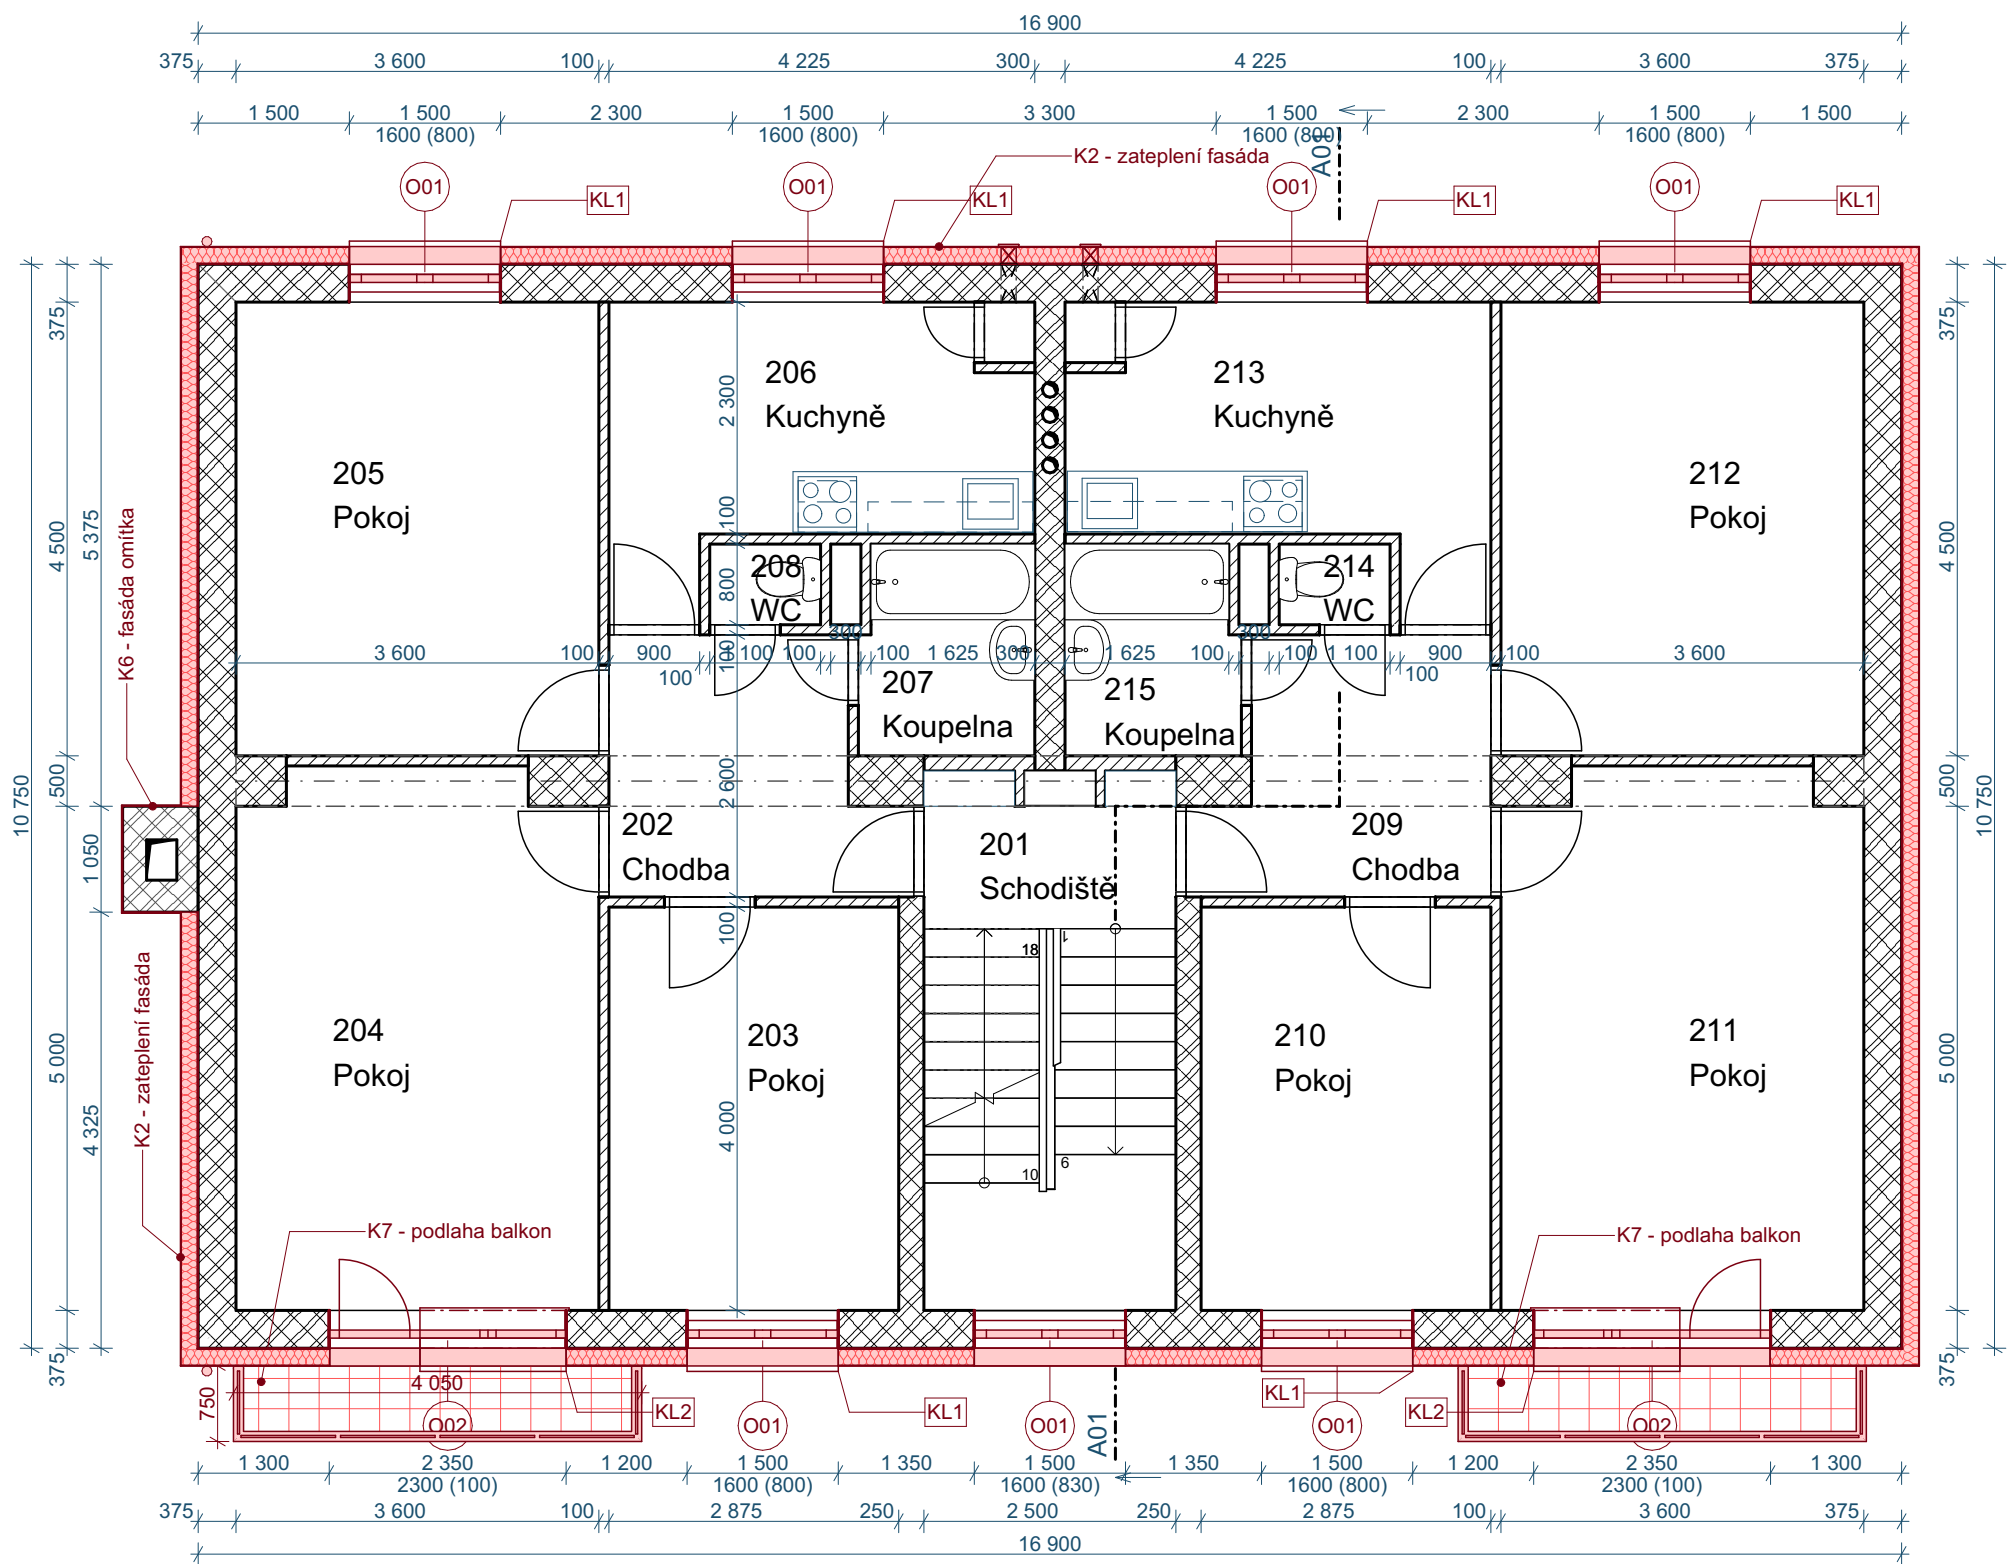 16 900
375 3 600 100 4 225 300 4 225 100 3 600 375
1 500 1 500 2 300 1 500 3 300 1 500 2 300 1 500 1 500
1600 (800) 1600 (800) 1600 (800) 1600 (800)
A01
K2 - zateplení fasáda
O01 O01 O01 O01
KL1 KL1 KL1 KL1
375 375
206
Kuchyně
213
Kuchyně
2 300
205
Pokoj
212
Pokoj
100
K6 - fasáda omítka
4 500 5 375
4 500
208
WC
214
WC
800
300 300
3 600 100 900 100 100 100 100 1 625 300 1 625 100 100 1 100 900 100 3 600
100 100
207
Koupelna
215
Koupelna
500 2 600 500
10 750 10 750
1 050
202
Chodba
201
Schodiště
209
Chodba
100
18 1
K2 - zateplení fasáda
204
Pokoj
203
Pokoj
210
Pokoj
211
Pokoj
5 000 4 325 4 000 5 000
10 9
K7 - podlaha balkon K7 - podlaha balkon
375 375
750 4 050
KL2 KL1 KL1 KL2
O02 O01 O01 O01 O02
A01
1 300 2 350 1 200 1 500 1 350 1 500 1 350 1 500 1 200 2 350 1 300
2300 (100) 1600 (800) 1600 (830) 1600 (800) 2300 (100)
375 3 600 100 2 875 250 2 500 250 2 875 100 3 600 375
16 900